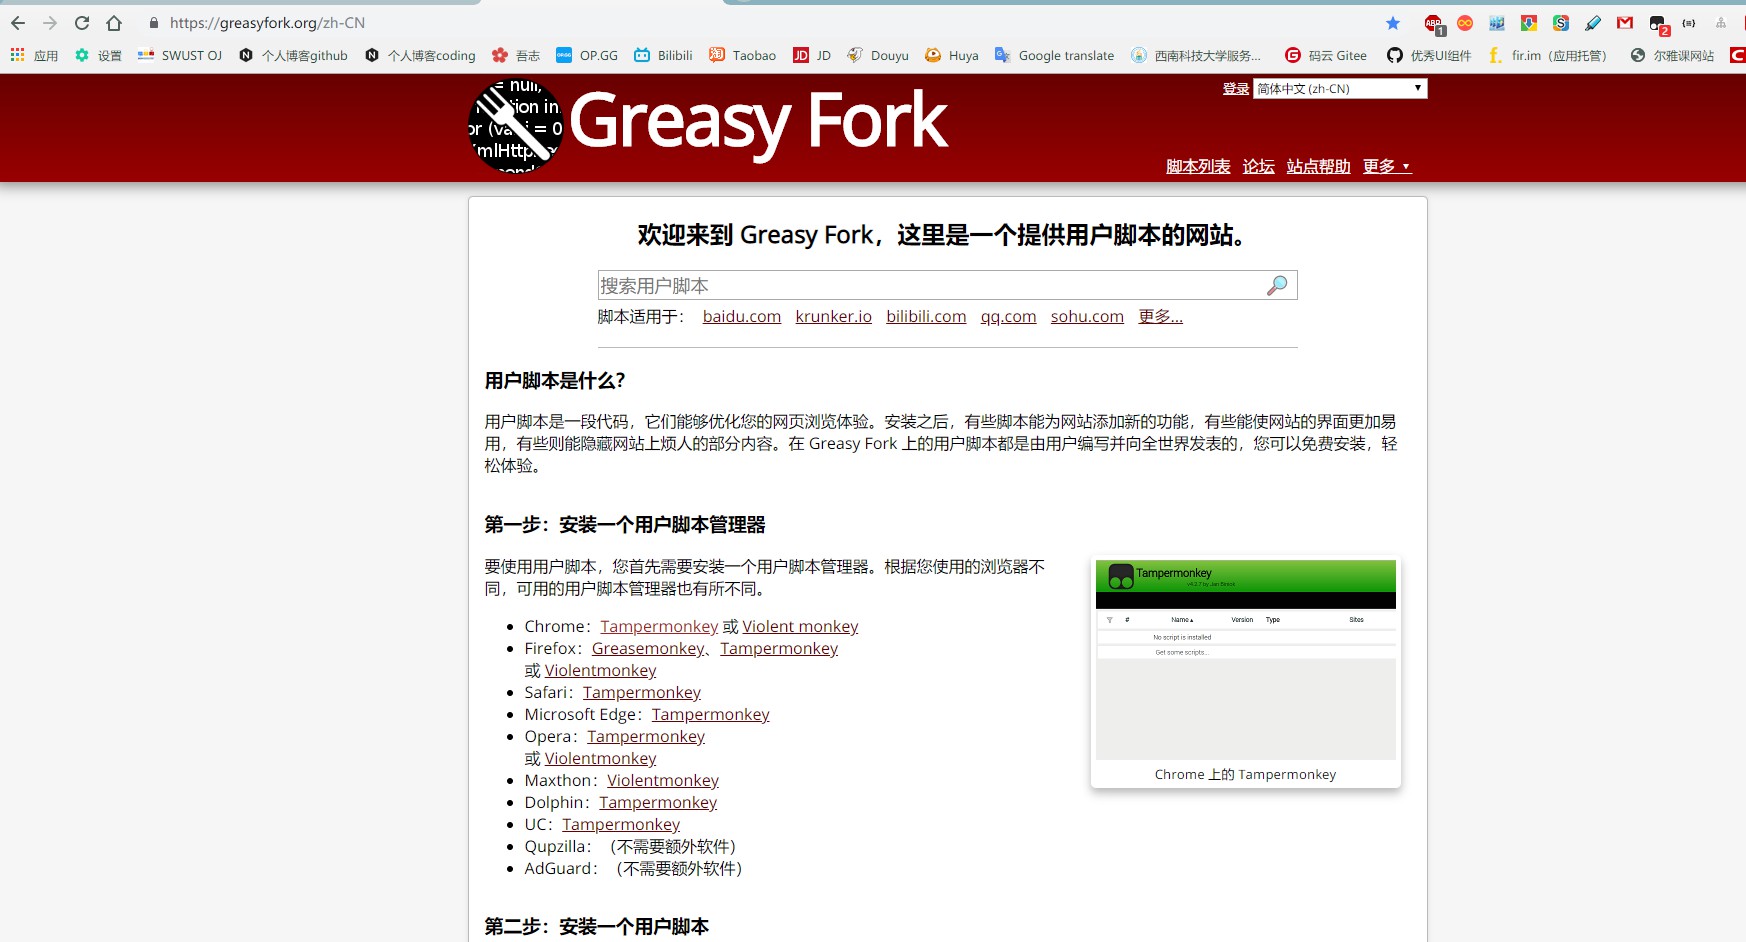 https://greasyfork.org/zh-CN
ABP
1
2
应用 设置 SWUST OJ 个人博客github 个人博客coding 吾志 OP.GG Bilibili Taobao JD Douyu Huya Google translate 西南科技大学服务... 码云 Gitee 优秀UI组件 fir.im（应用托管） 尔雅课网站
登录 简体中文 (zh-CN)
Greasy Fork
脚本列表 论坛 站点帮助 更多
欢迎来到 Greasy Fork，这里是一个提供用户脚本的网站。
搜索用户脚本
脚本适用于： baidu.com krunker.io bilibili.com qq.com sohu.com 更多...
用户脚本是什么？
用户脚本是一段代码，它们能够优化您的网页浏览体验。安装之后，有些脚本能为网站添加新的功能，有些能使网站的界面更加易
用，有些则能隐藏网站上烦人的部分内容。在 Greasy Fork 上的用户脚本都是由用户编写并向全世界发表的，您可以免费安装，轻
松体验。
第一步：安装一个用户脚本管理器
要使用用户脚本，您首先需要安装一个用户脚本管理器。根据您使用的浏览器不
同，可用的用户脚本管理器也有所不同。
Chrome：Tampermonkey 或 Violent monkey
Firefox：Greasemonkey、Tampermonkey
或 Violentmonkey
Safari：Tampermonkey
Microsoft Edge：Tampermonkey
Opera：Tampermonkey
或 Violentmonkey
Maxthon：Violentmonkey
Dolphin：Tampermonkey
UC：Tampermonkey
Qupzilla：（不需要额外软件）
AdGuard：（不需要额外软件）
Tampermonkey
# Name Version Type Sites
No script is installed
Get some scripts...
Chrome 上的 Tampermonkey
第二步：安装一个用户脚本